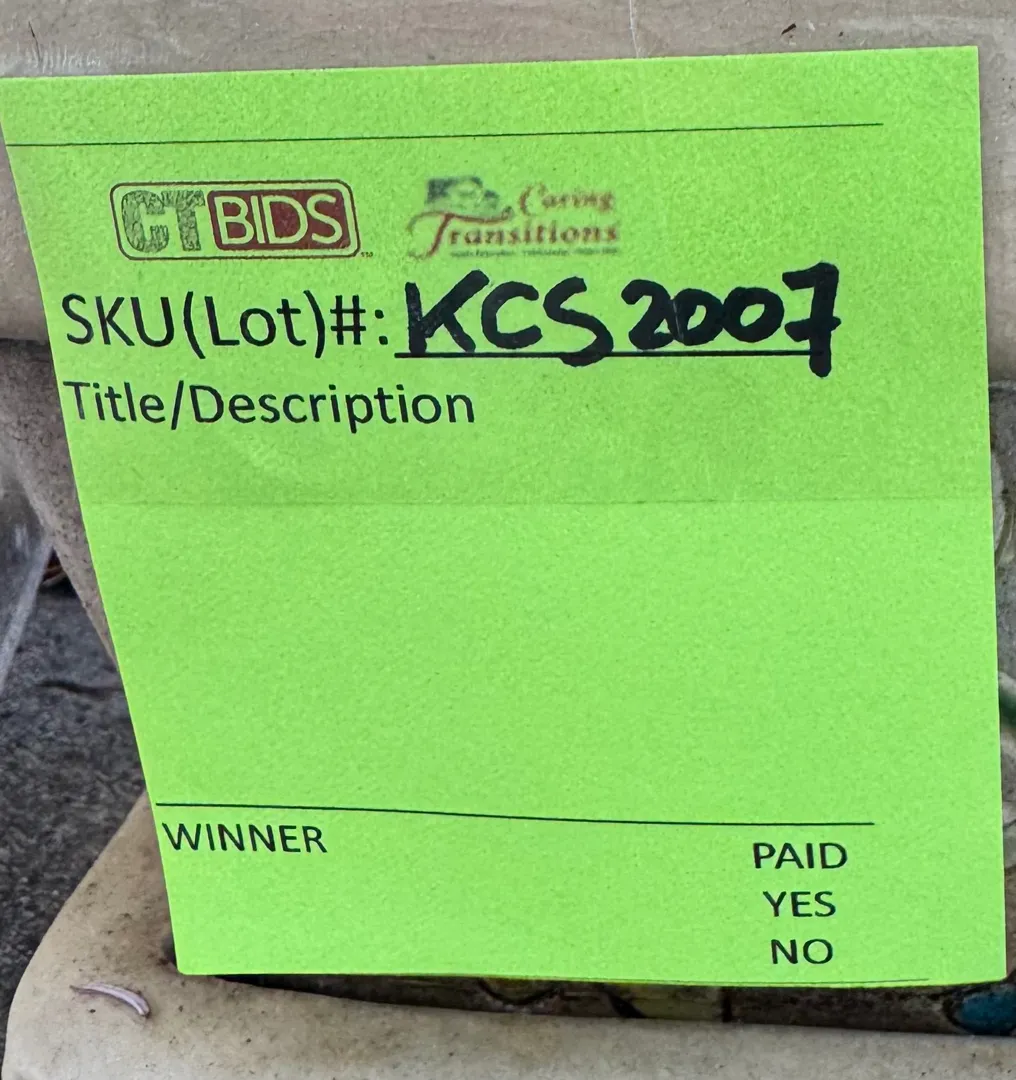 CTBIDS
Caring
Transitions
SKU(Lot)#: KCS2007
Title/Description
WINNER
PAID
YES
NO